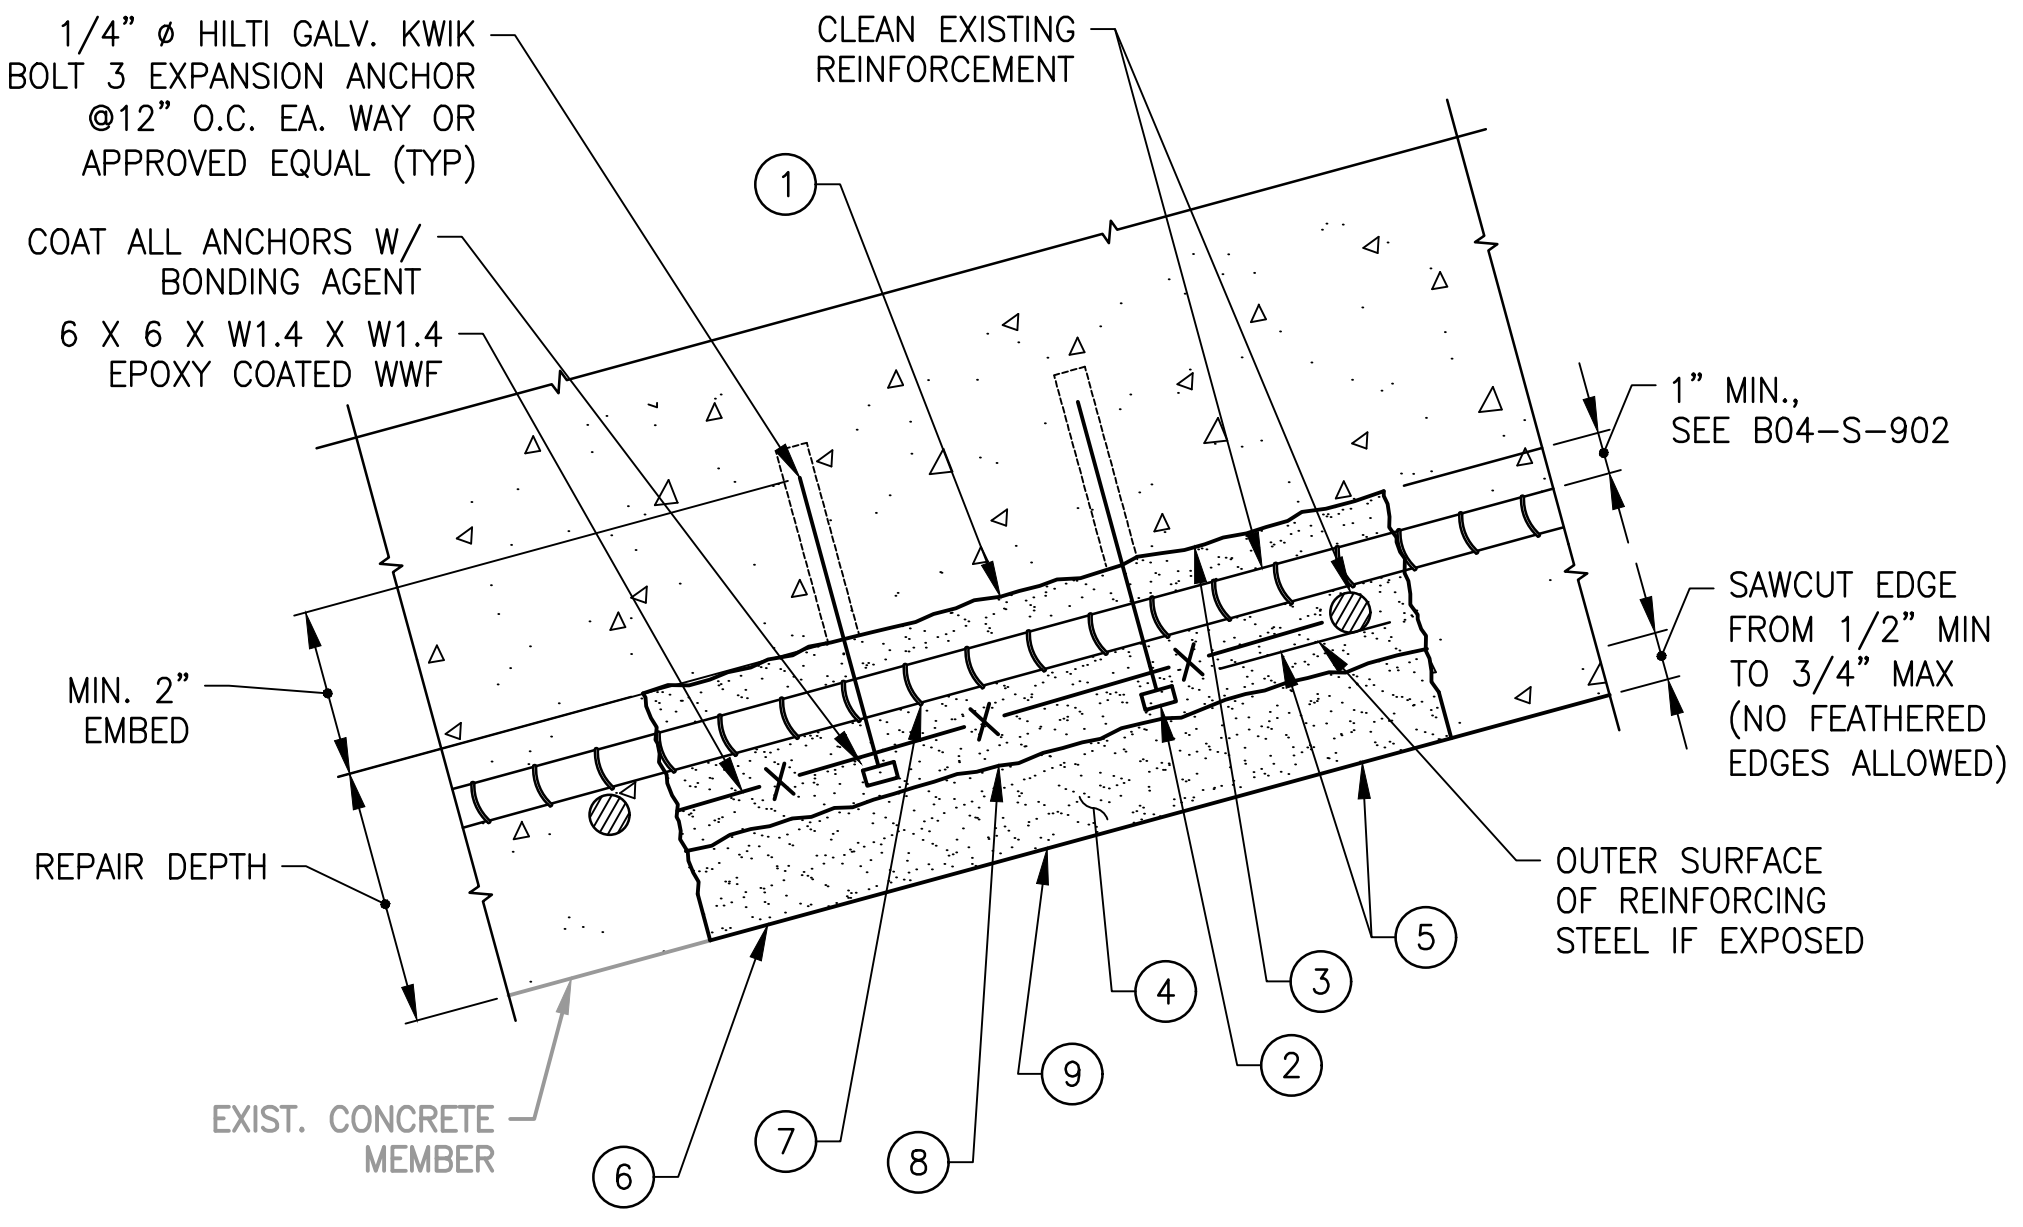 1/4” Ø HILTI GALV. KWIK
BOLT 3 EXPANSION ANCHOR
@12” O.C. EA. WAY OR
APPROVED EQUAL (TYP)
CLEAN EXISTING
REINFORCEMENT
1
COAT ALL ANCHORS W/
BONDING AGENT
6 X 6 X W1.4 X W1.4
EPOXY COATED WWF
1” MIN.,
SEE B04-S-902
SAWCUT EDGE
FROM 1/2” MIN
TO 3/4” MAX
(NO FEATHERED
EDGES ALLOWED)
MIN. 2”
EMBED
REPAIR DEPTH
OUTER SURFACE
OF REINFORCING
STEEL IF EXPOSED
5
3
4
2
9
EXIST. CONCRETE
MEMBER
7
8
6